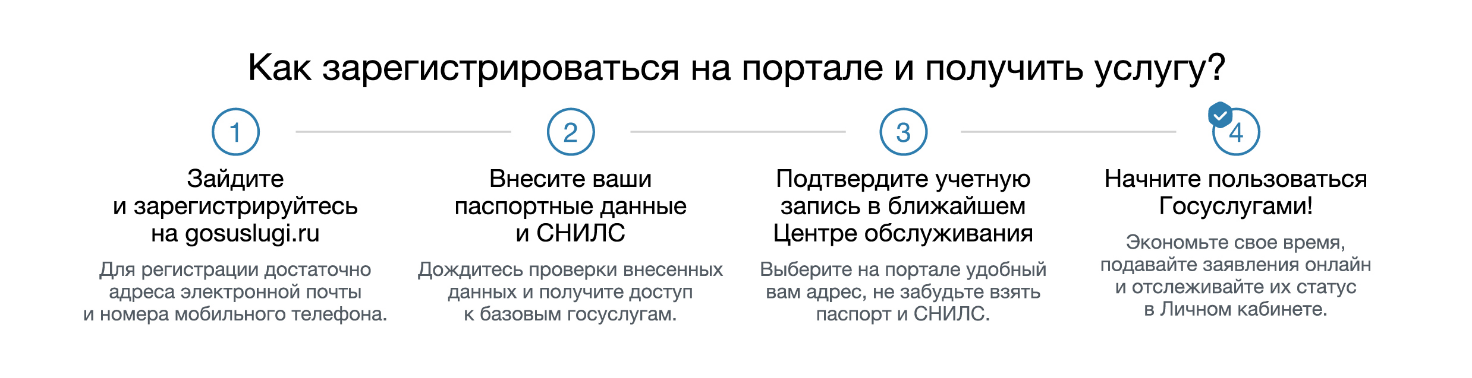 Как зарегистрироваться на портале и получить услугу?
1
Зайдите
и зарегистрируйтесь
на gosuslugi.ru
Для регистрации достаточно
адреса электронной почты
и номера мобильного телефона.
2
Внесите ваши
паспортные данные
и СНИЛС
Дождитесь проверки внесенных
данных и получите доступ
к базовым госуслугам.
3
Подтвердите учетную
запись в ближайшем
Центре обслуживания
Выберите на портале удобный
вам адрес, не забудьте взять
паспорт и СНИЛС.
4
Начните пользоваться
Госуслугами!
Экономьте свое время,
подавайте заявления онлайн
и отслеживайте их статус
в Личном кабинете.